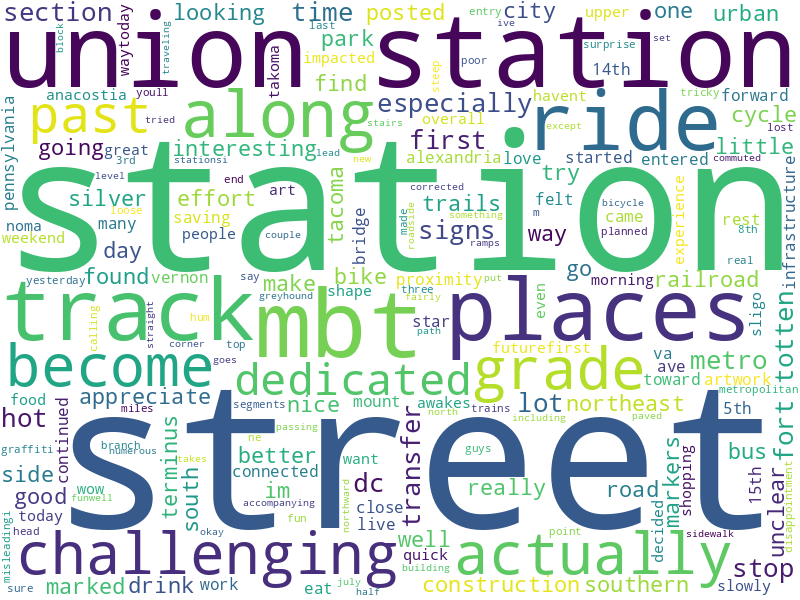 section looking time posted city one upper urban
union station
waytoday block traveling takoma park impacted last entry ive 14th surprise set poor
anacostia youll find steep especially havent tricky forward
past along ride
pennsylvania tried stairs overall except lost cycle
going great interesting first alexandria love started entered commuted little
3rd stationsi lead new
station
silver level effort end art tacoma corrected trails felt try bicycle rest infrastructure
noma many saving bridge made roadside something signs way m came planned experience 8th
weekend loose day people couple ramps go real
yesterday found vernon say make bike proximity put even morning railroad
greyhound shape three fairly
track mbt places
calling straight hum corner star path sligo
become top futurefirst va metro totten
goes dedicated grade ave toward artwork
food miles appreciate nice mount awakes lot northeast metropolitan
hot continued segments north trains including paved 5th fort
graffiti branch numerous terminus better passing transfer guys markers bus
street
side ne connected want really road shopping 15th
wow takes south im dc decided
good funwell accompanying close unclear disappointment
today fun live northward point sidewalk
head tried okay well quick
misleadingi challenging actually stop
building
sure marked drink work eat july half construction southern slowly